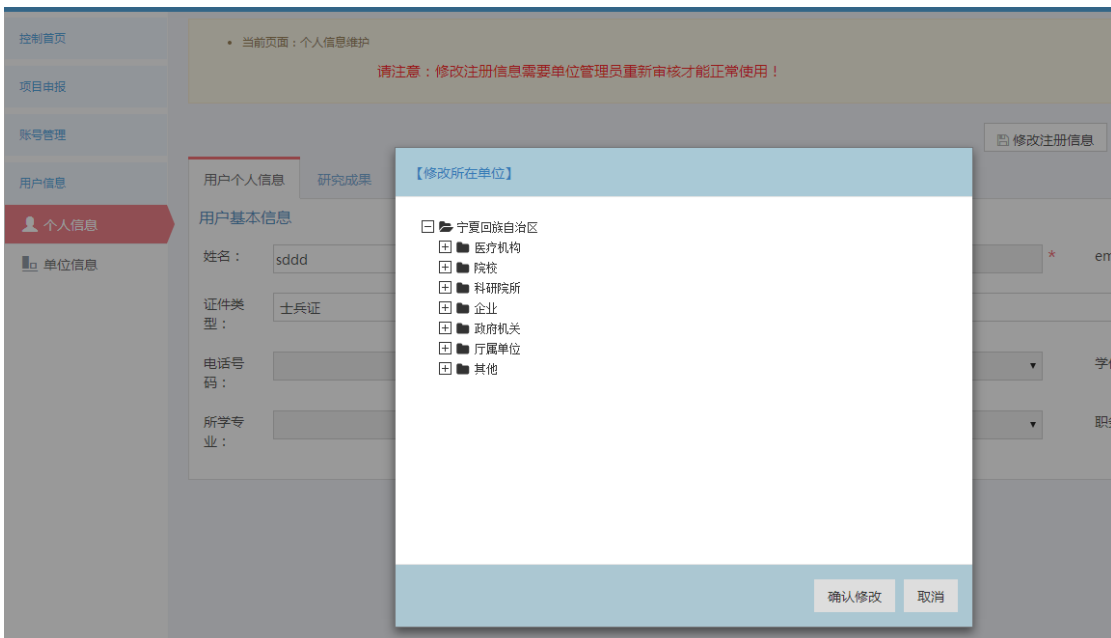 控制首页
项目申报
账号管理
用户信息
个人信息
单位信息
当前页面：个人信息维护
请注意：修改注册信息需要单位管理员重新审核才能正常使用！
修改注册信息
用户个人信息
研究成果
用户基本信息
姓名：
sddd
*
em
证件类
型：
士兵证
电话号
码：
学
所学专
业：
职
【修改所在单位】
宁夏回族自治区
医疗机构
院校
科研院所
企业
政府机关
厅属单位
其他
确认修改
取消